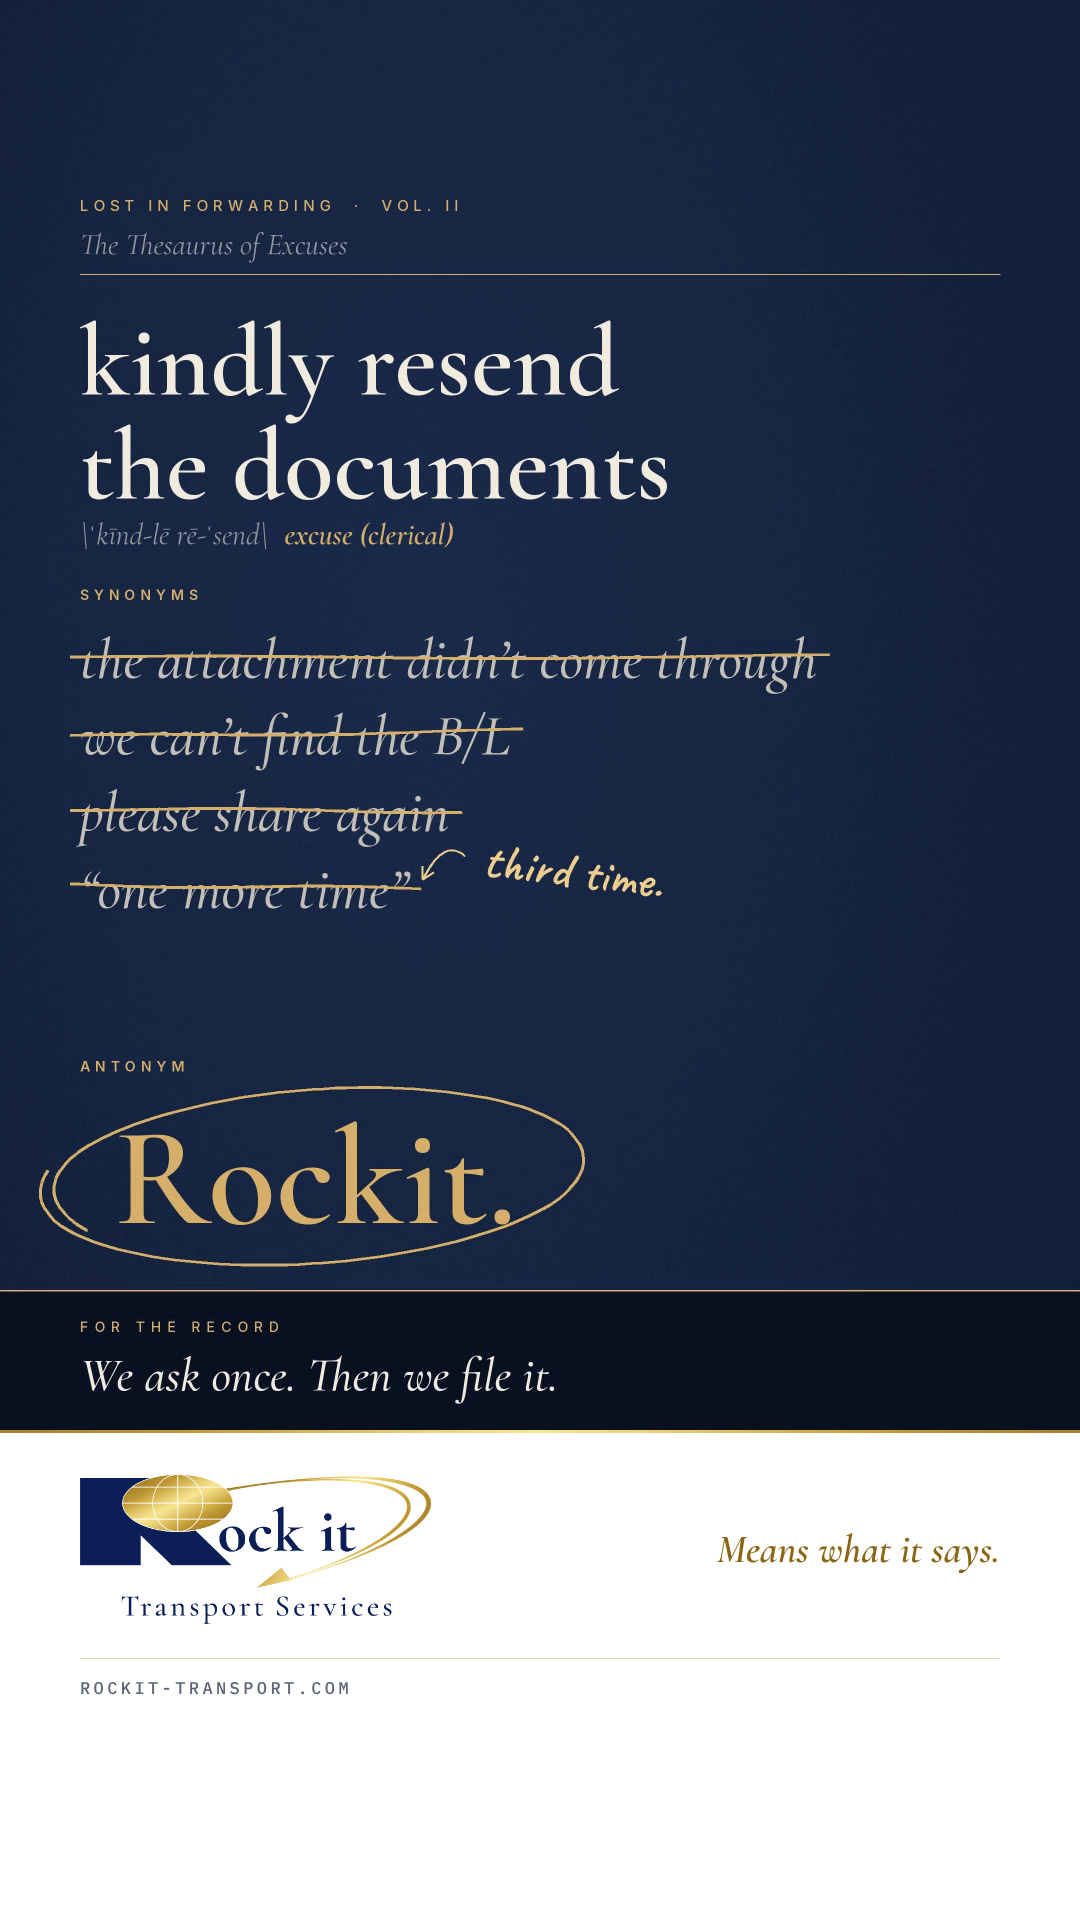 LOST IN FORWARDING · VOL. II
The Thesaurus of Excuses
kindly resend
the documents
\ˈkīnd-lē rē-ˈsend\ excuse (clerical)
SYNONYMS
the attachment didn’t come through
we can’t find the B/L
please share again
“one more time”
third time.
ANTONYM
Rockit.
FOR THE RECORD
We ask once. Then we file it.
Rock it
Transport Services
Means what it says.
ROCKIT-TRANSPORT.COM